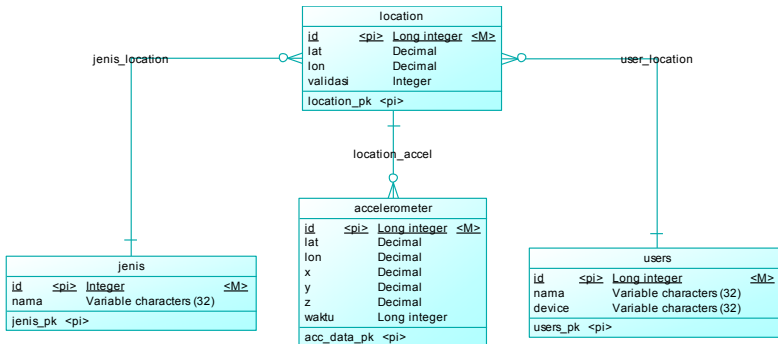 location
id <pi> Long integer <M>
lat Decimal
lon Decimal
validasi Integer
location_pk <pi>
jenis_location
user_location
location_accel
accelerometer
id <pi> Long integer <M>
lat Decimal
lon Decimal
x Decimal
y Decimal
z Decimal
waktu Long integer
acc_data_pk <pi>
jenis
id <pi> Integer <M>
nama Variable characters (32)
jenis_pk <pi>
users
id <pi> Long integer <M>
nama Variable characters (32)
device Variable characters (32)
users_pk <pi>